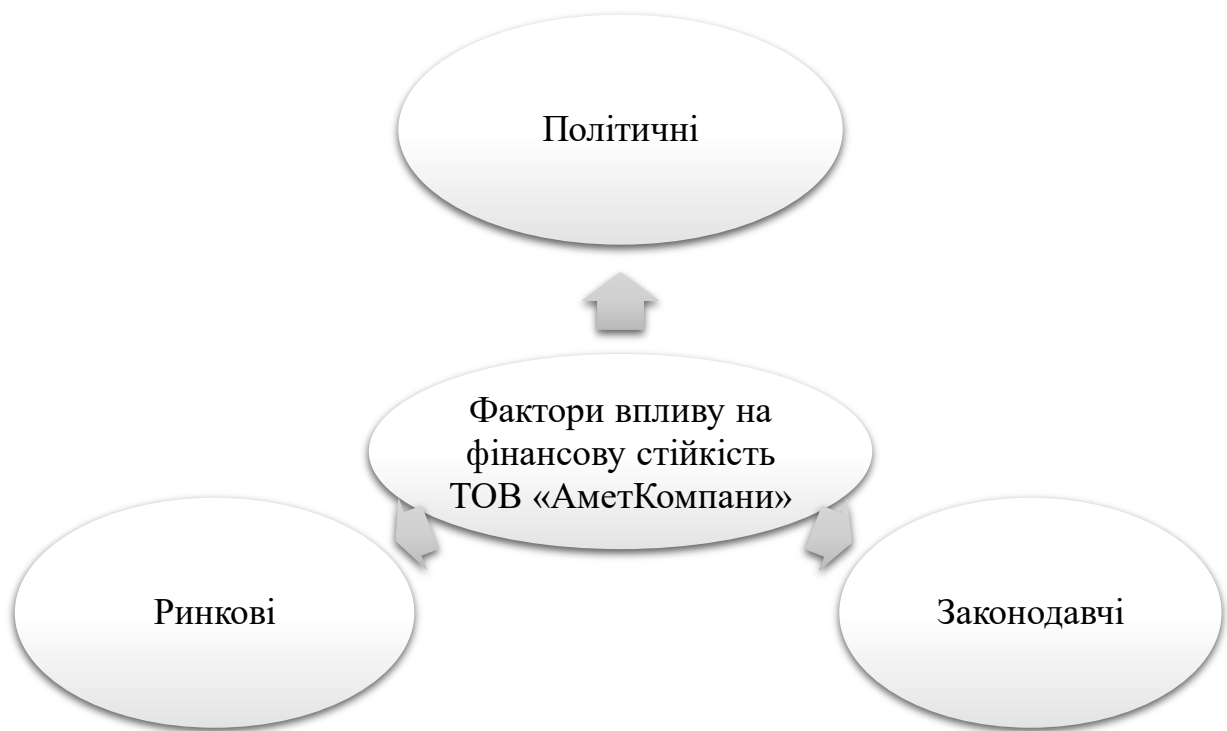 Політичні
Фактори впливу на
фінансову стійкість
ТОВ «АметКомпани»
Ринкові
Законодавчі